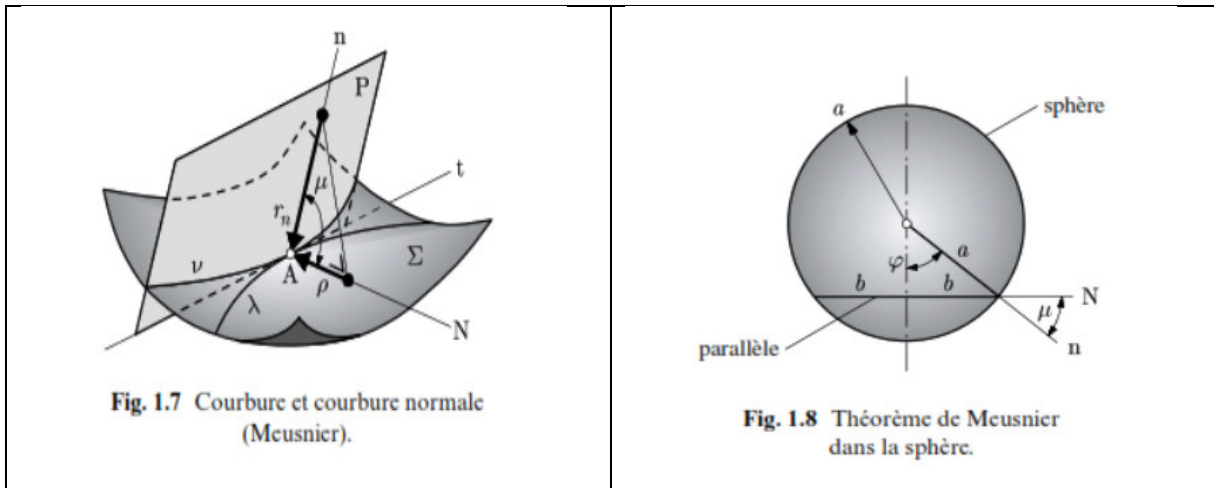 n
P
t
μ
rₙ
Σ
ν
A
ρ
λ
N
Fig. 1.7 Courbure et courbure normale
(Meusnier).
a
sphère
φ
a
b
b
N
μ
n
parallèle
Fig. 1.8 Théorème de Meusnier
dans la sphère.